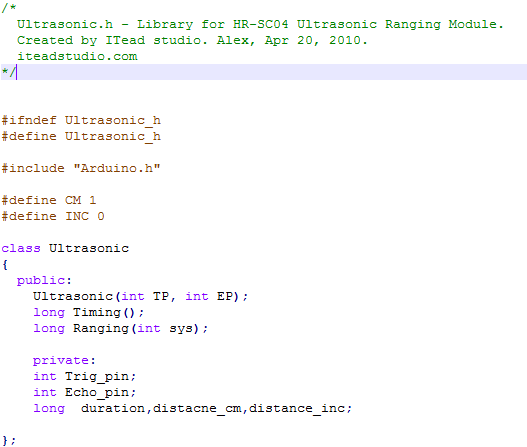 /*
  Ultrasonic.h - Library for HR-SC04 Ultrasonic Ranging Module.
  Created by ITead studio. Alex, Apr 20, 2010.
  iteadstudio.com
*/
#ifndef Ultrasonic_h
#define Ultrasonic_h
#include "Arduino.h"
#define CM 1
#define INC 0
class Ultrasonic
{
  public:
    Ultrasonic(int TP, int EP);
    long Timing();
    long Ranging(int sys);
    private:
    int Trig_pin;
    int Echo_pin;
    long  duration,distacne_cm,distance_inc;
};